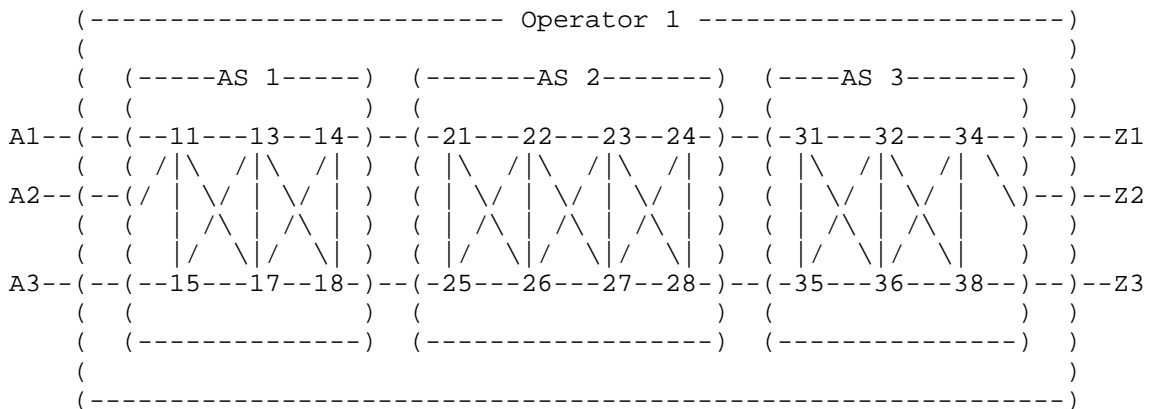 (-------------------------- Operator 1 -----------------------)
(                                                             )
(  (-----AS 1-----)  (-------AS 2-------)  (----AS 3-------)  )
(  (              )  (                  )  (               )  )
A1--(--(--11---13--14-)--(-21---22---23--24-)--(-31---32---34--)--)--Z1
(  ( /|\  /|\  /| )  ( |\  /|\  /|\  /| )  ( |\  /|\  /| \ )  )
A2--(--(/ | \/ | \/ | )  ( | \/ | \/ | \/ | )  ( | \/ | \/ |  \)--)--Z2
(  (  | /\ | /\ | )  ( | /\ | /\ | /\ | )  ( | /\ | /\ |   )  )
(  (  |/  \|/  \| )  ( |/  \|/  \|/  \| )  ( |/  \|/  \|   )  )
A3--(--(--15---17--18-)--(-25---26---27--28-)--(-35---36---38--)--)--Z3
(  (              )  (                  )  (               )  )
(  (--------------)  (------------------)  (---------------)  )
(                                                             )
(-------------------------------------------------------------)